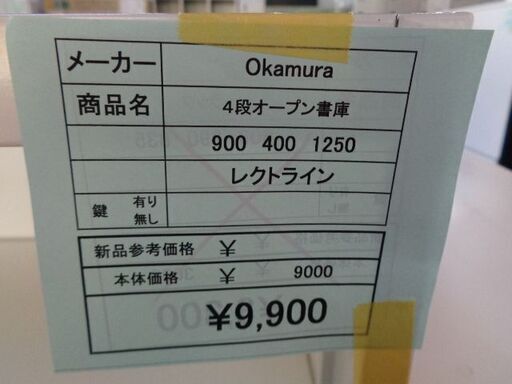 メーカー Okamura
商品名 4段オープン書庫
900 400 1250
レクトライン
鍵 有り
無し
新品参考価格 ¥
本体価格 ¥ 9000
¥9,900